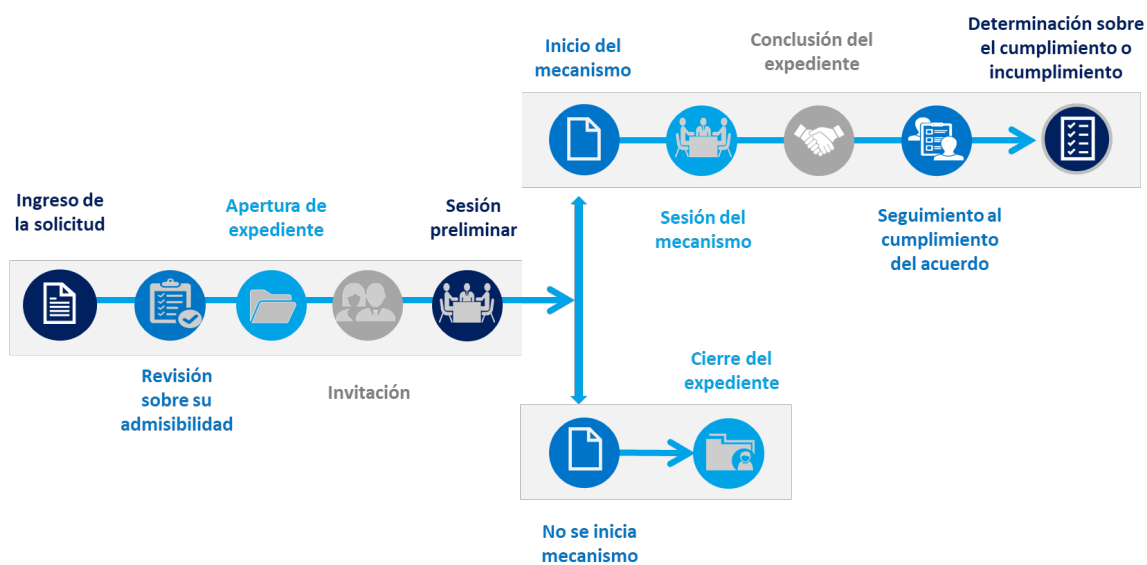 Ingreso de
la solicitud
Revisión
sobre su
admisibilidad
Apertura de
expediente
Invitación
Sesión
preliminar
Inicio del
mecanismo
Sesión del
mecanismo
Conclusión del
expediente
Seguimiento al
cumplimiento
del acuerdo
Determinación sobre
el cumplimiento o
incumplimiento
No se inicia
mecanismo
Cierre del
expediente